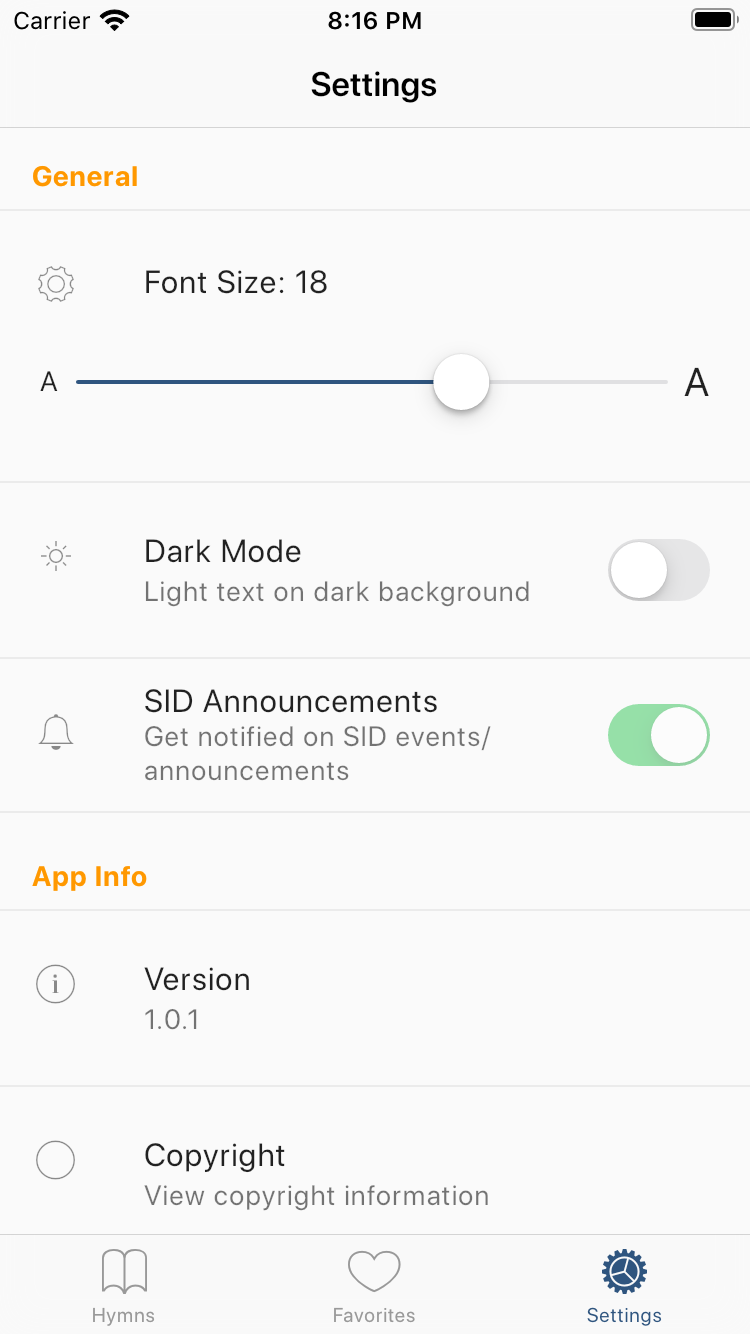 Carrier 8:16 PM
Settings
General
Font Size: 18
A A
Dark Mode
Light text on dark background
SID Announcements
Get notified on SID events/
announcements
App Info
i Version
1.0.1
Copyright
View copyright information
Hymns Favorites Settings